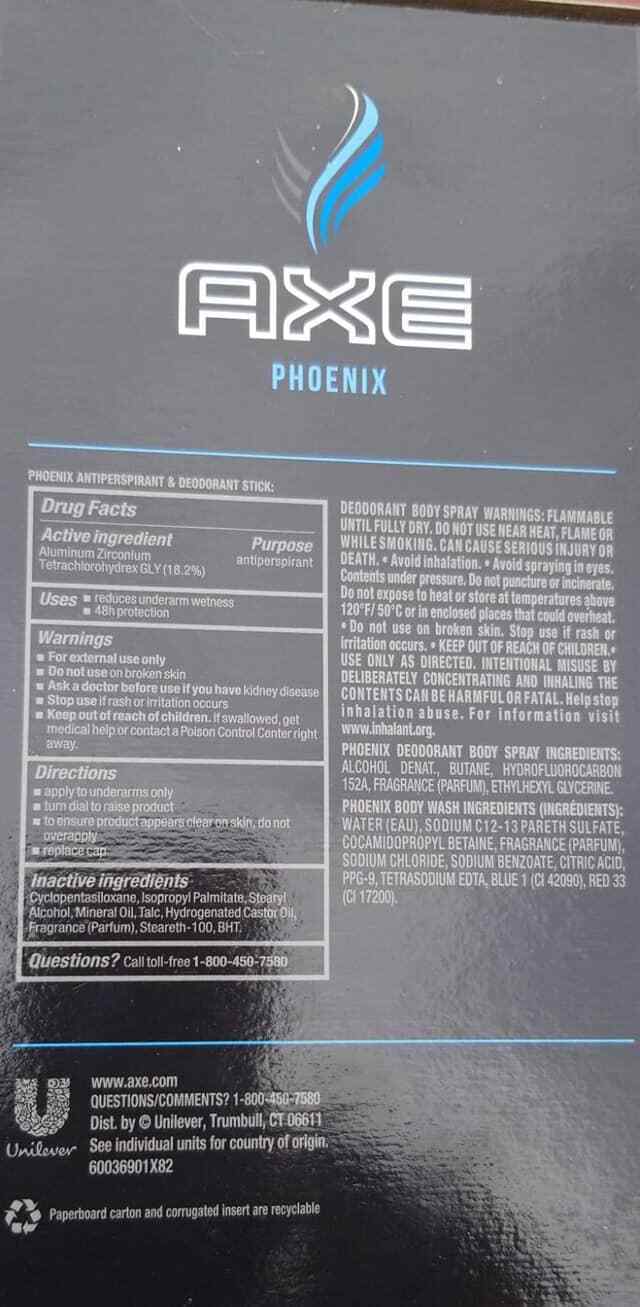 AXE
PHOENIX
PHOENIX ANTIPERSPIRANT & DEODORANT STICK:
Drug Facts
Active ingredient Purpose
Aluminum Zirconium antiperspirant
Tetrachlorohydrex GLY (18.2%)
Uses ■ reduces underarm wetness
■ 48h protection
Warnings
■ For external use only
■ Do not use on broken skin
■ Ask a doctor before use if you have kidney disease
■ Stop use if rash or irritation occurs
■ Keep out of reach of children. If swallowed, get
medical help or contact a Poison Control Center right
away.
Directions
■ apply to underarms only
■ turn dial to raise product
■ to ensure product appears clear on skin, do not
overapply
■ replace cap
Inactive ingredients
Cyclopentasiloxane, Isopropyl Palmitate, Stearyl
Alcohol, Mineral Oil, Talc, Hydrogenated Castor Oil,
Fragrance (Parfum), Steareth-100, BHT.
Questions? Call toll-free 1-800-450-7580
DEODORANT BODY SPRAY WARNINGS: FLAMMABLE
UNTIL FULLY DRY. DO NOT USE NEAR HEAT, FLAME OR
WHILE SMOKING. CAN CAUSE SERIOUS INJURY OR
DEATH. • Avoid inhalation. • Avoid spraying in eyes.
Contents under pressure. Do not puncture or incinerate.
Do not expose to heat or store at temperatures above
120°F/ 50°C or in enclosed places that could overheat.
• Do not use on broken skin. Stop use if rash or
irritation occurs. • KEEP OUT OF REACH OF CHILDREN.•
USE ONLY AS DIRECTED. INTENTIONAL MISUSE BY
DELIBERATELY CONCENTRATING AND INHALING THE
CONTENTS CAN BE HARMFUL OR FATAL. Help stop
inhalation abuse. For information visit
www.inhalant.org.
PHOENIX DEODORANT BODY SPRAY INGREDIENTS:
ALCOHOL DENAT., BUTANE, HYDROFLUOROCARBON
152A, FRAGRANCE (PARFUM), ETHYLHEXYL GLYCERINE.
PHOENIX BODY WASH INGREDIENTS (INGRÉDIENTS):
WATER (EAU), SODIUM C12-13 PARETH SULFATE,
COCAMIDOPROPYL BETAINE, FRAGRANCE (PARFUM),
SODIUM CHLORIDE, SODIUM BENZOATE, CITRIC ACID,
PPG-9, TETRASODIUM EDTA, BLUE 1 (CI 42090), RED 33
(CI 17200).
Unilever
www.axe.com
QUESTIONS/COMMENTS? 1-800-450-7580
Dist. by © Unilever, Trumbull, CT 06611
See individual units for country of origin.
60036901X82
Paperboard carton and corrugated insert are recyclable